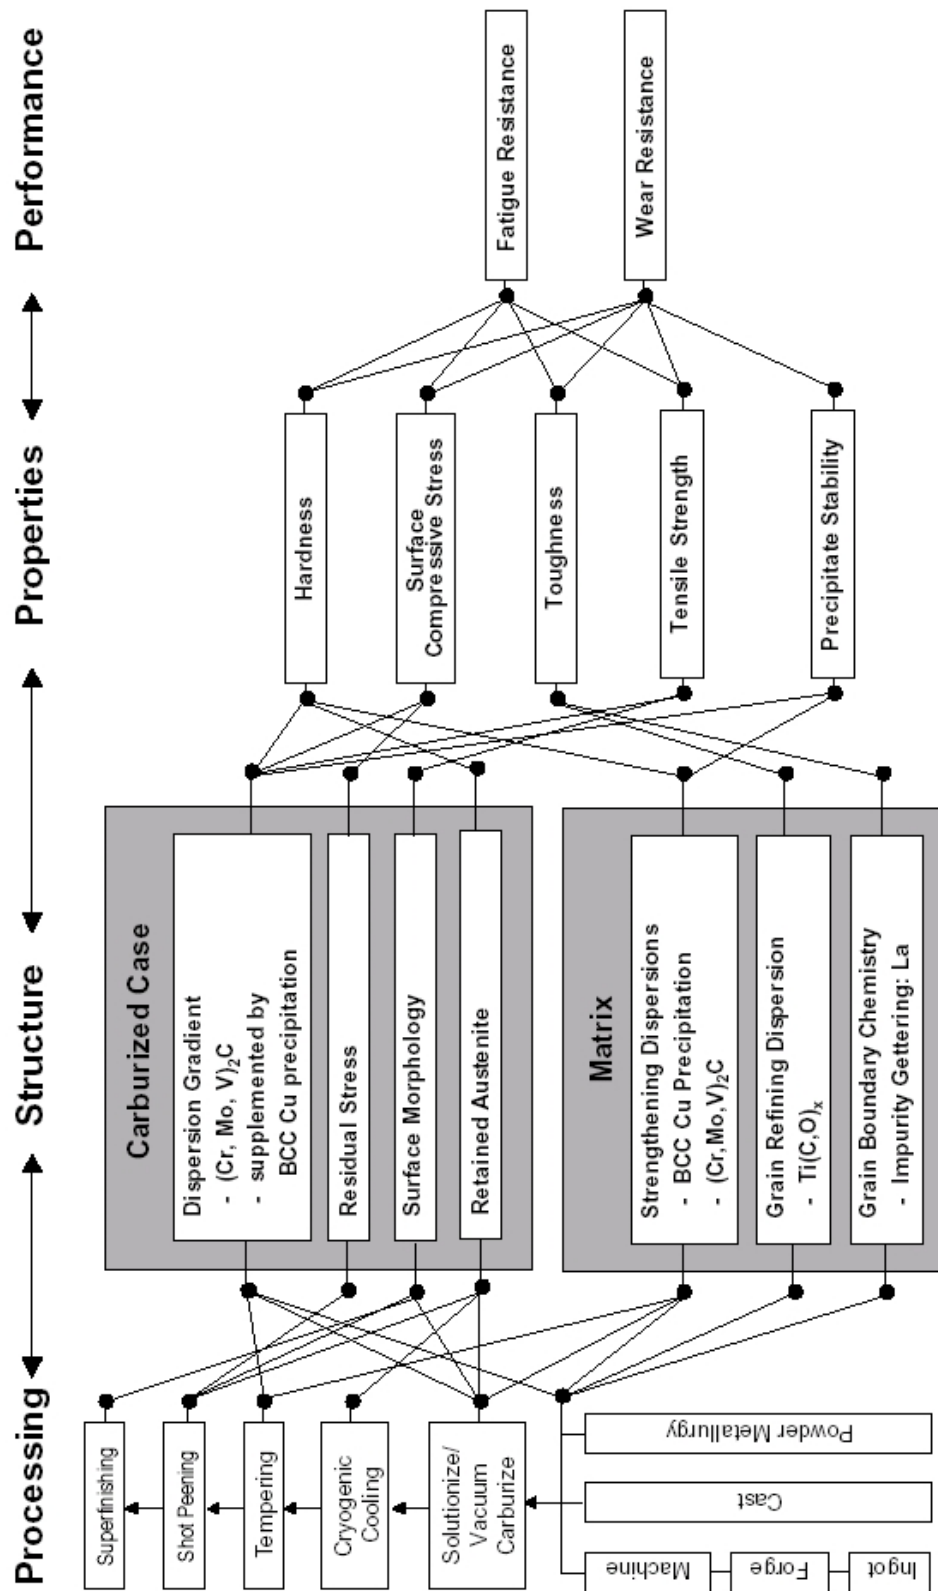 Processing
Structure
Properties
Performance
Superfinishing
Shot Peening
Tempering
Cryogenic
Cooling
Solutionize/
Vacuum
Carburize
Powder Metallurgy
Cast
Machine
Forge
Ingot
Carburized Case
Dispersion Gradient
- (Cr, Mo, V)₂C
- supplemented by
BCC Cu precipitation
Residual Stress
Surface Morphology
Retained Austenite
Matrix
Strengthening Dispersions
- BCC Cu Precipitation
- (Cr,Mo,V)₂C
Grain Refining Dispersion
- Ti(C,O)ₓ
Grain Boundary Chemistry
- Impurity Gettering: La
Hardness
Surface
Compressive Stress
Toughness
Tensile Strength
Precipitate Stability
Fatigue Resistance
Wear Resistance